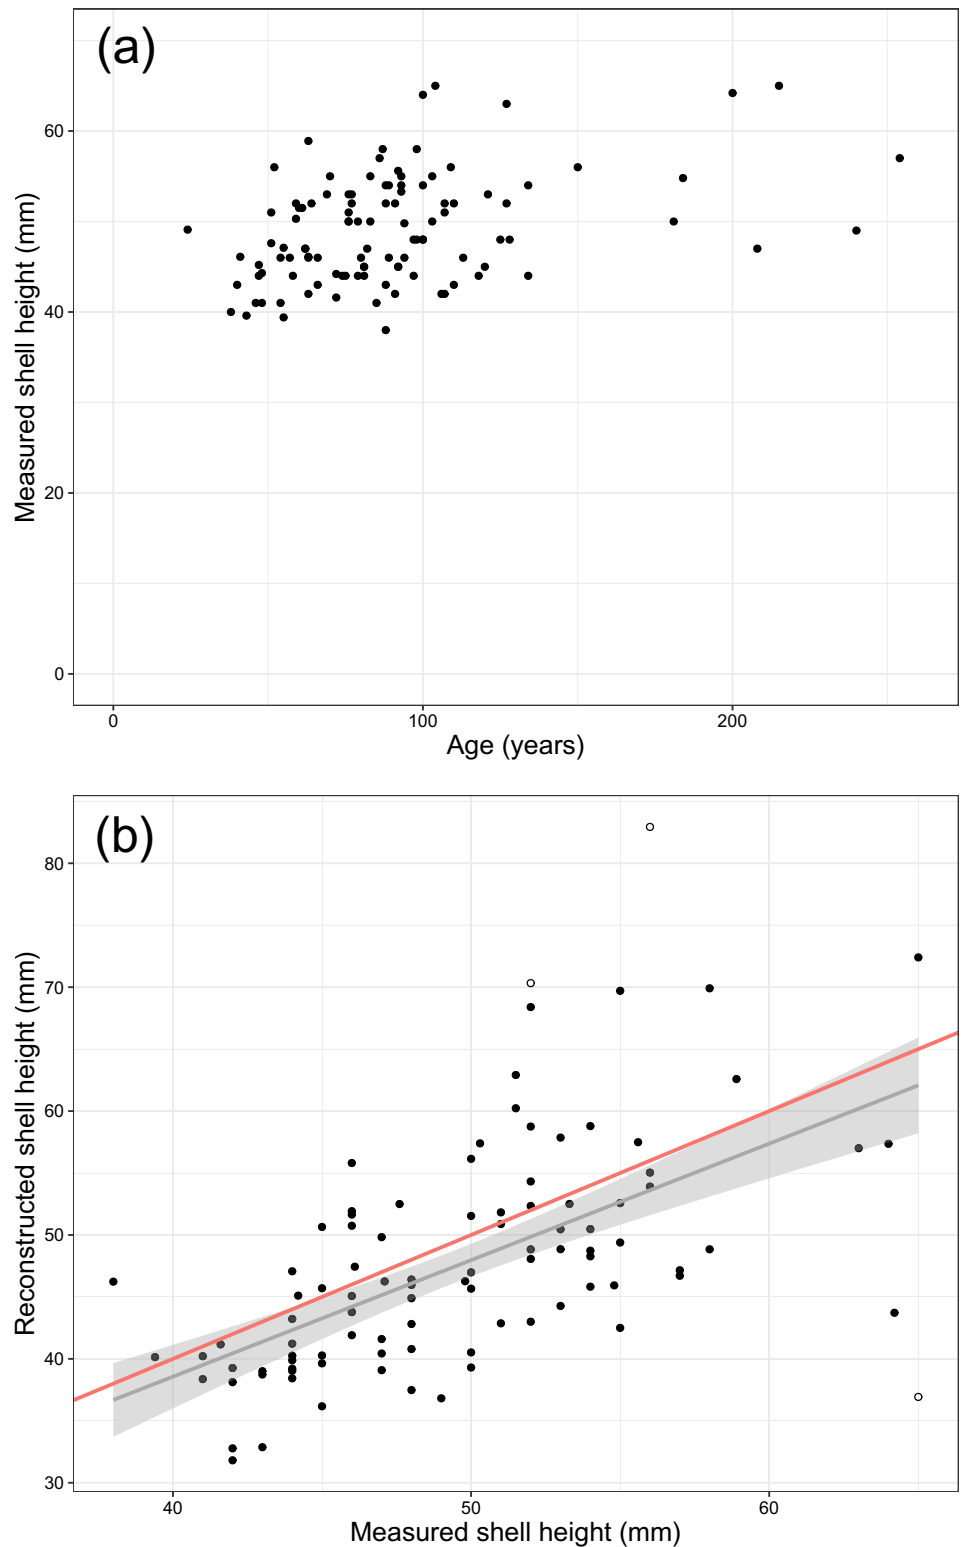 (a)
Measured shell height (mm)
60
40
20
0
0 100 200
Age (years)
(b)
Reconstructed shell height (mm)
80
70
60
50
40
30
40 50 60
Measured shell height (mm)